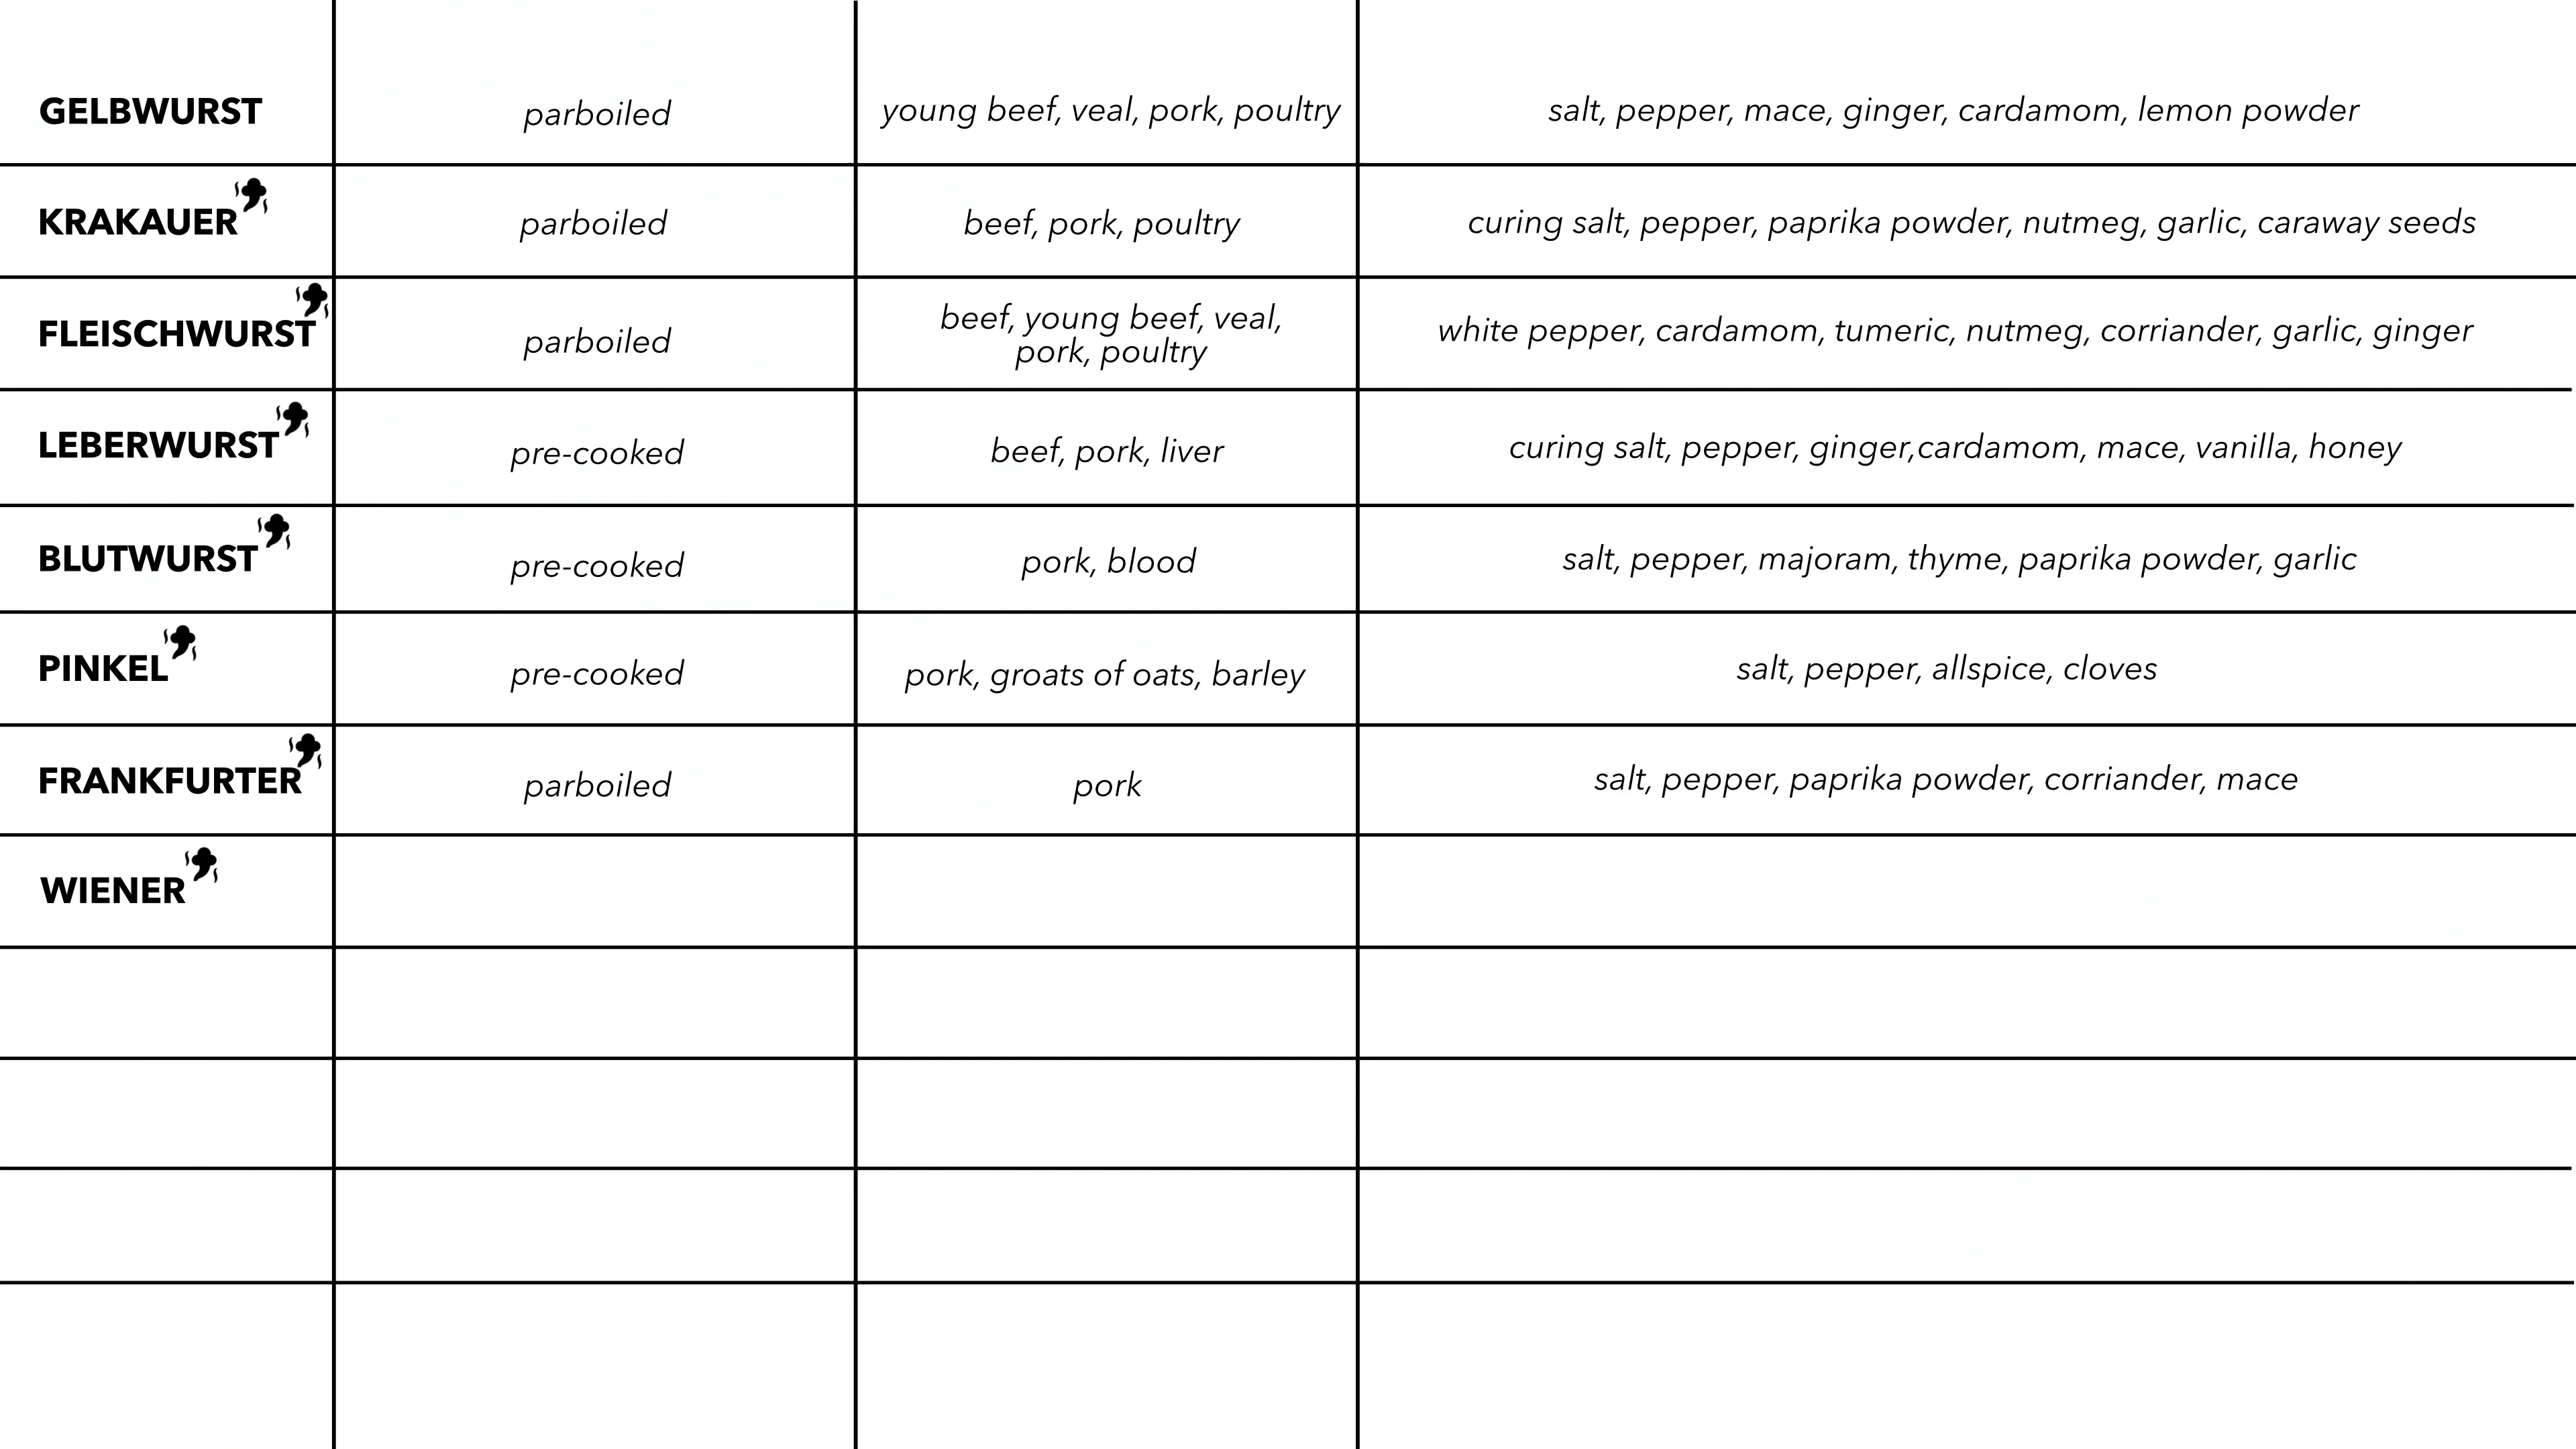 GELBWURST parboiled young beef, veal, pork, poultry salt, pepper, mace, ginger, cardamom, lemon powder
KRAKAUER parboiled beef, pork, poultry curing salt, pepper, paprika powder, nutmeg, garlic, caraway seeds
FLEISCHWURST parboiled beef, young beef, veal, white pepper, cardamom, tumeric, nutmeg, corriander, garlic, ginger
pork, poultry
LEBERWURST pre-cooked beef, pork, liver curing salt, pepper, ginger,cardamom, mace, vanilla, honey
BLUTWURST pre-cooked pork, blood salt, pepper, majoram, thyme, paprika powder, garlic
PINKEL pre-cooked pork, groats of oats, barley salt, pepper, allspice, cloves
FRANKFURTER parboiled pork salt, pepper, paprika powder, corriander, mace
WIENER